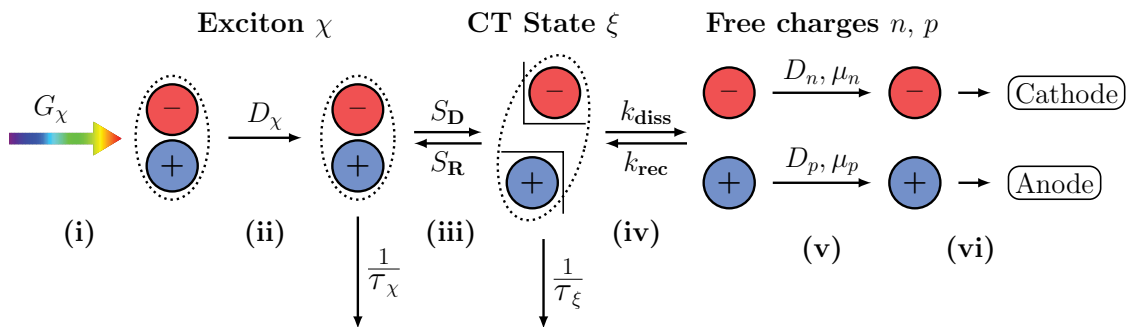 Exciton χ
CT State ξ
Free charges n, p
G_χ
−
+
D_χ
−
+
S_D
S_R
−
+
k_diss
k_rec
−
+
D_n, μ_n
D_p, μ_p
−
+
Cathode
Anode
(i)
(ii)
(iii)
(iv)
(v)
(vi)
1/τ_χ
1/τ_ξ